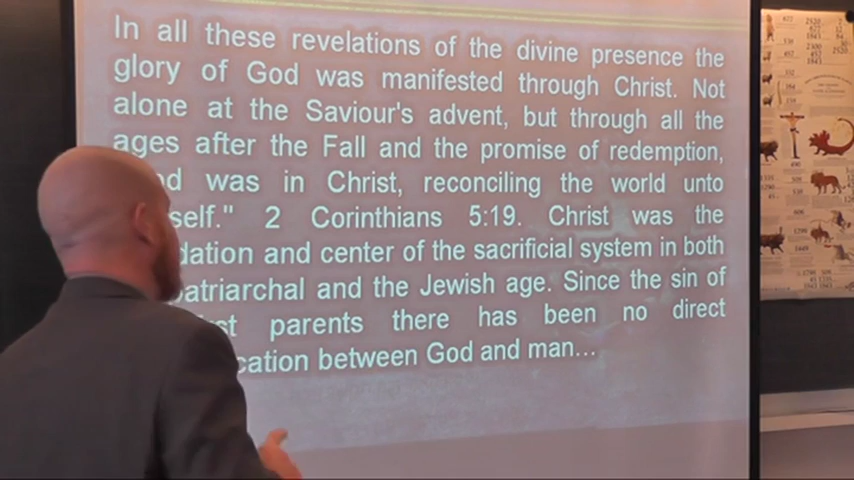 In all these revelations of the divine presence the
glory of God was manifested through Christ. Not
alone at the Saviour's advent, but through all the
ages after the Fall and the promise of redemption,
was in Christ, reconciling the world unto
self." 2 Corinthians 5:19. Christ was the
dation and center of the sacrificial system in both
patriarchal and the Jewish age. Since the sin of
st parents there has been no direct
cation between God and man...